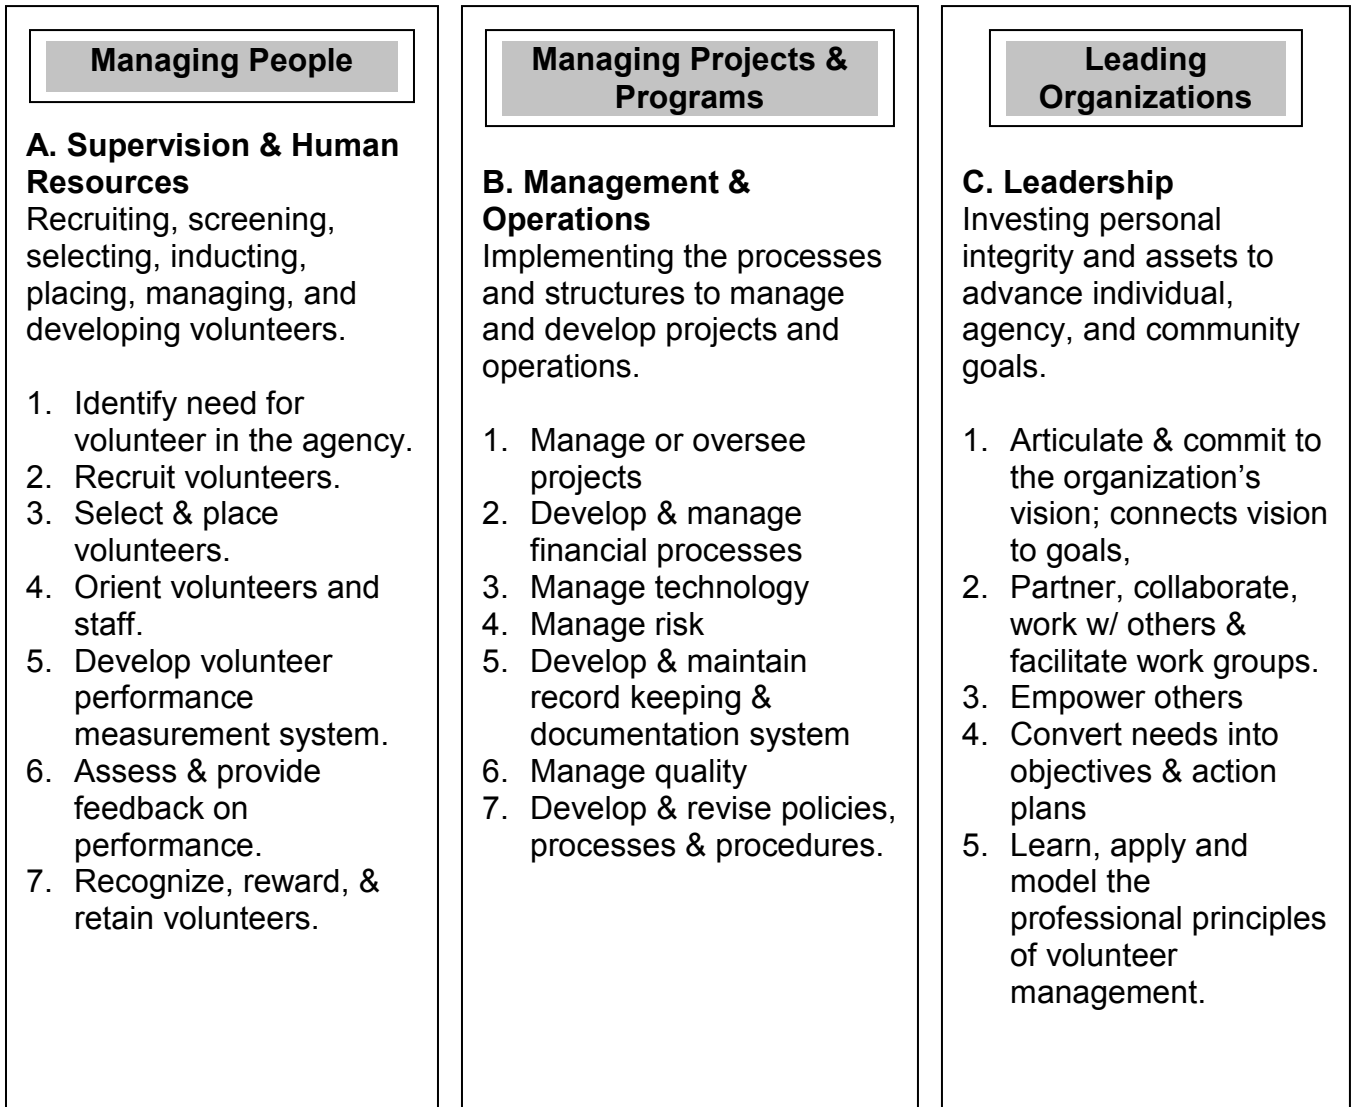 Managing People
A. Supervision & Human
Resources
Recruiting, screening,
selecting, inducting,
placing, managing, and
developing volunteers.
1. Identify need for
volunteer in the agency.
2. Recruit volunteers.
3. Select & place
volunteers.
4. Orient volunteers and
staff.
5. Develop volunteer
performance
measurement system.
6. Assess & provide
feedback on
performance.
7. Recognize, reward, &
retain volunteers.
Managing Projects &
Programs
B. Management &
Operations
Implementing the processes
and structures to manage
and develop projects and
operations.
1. Manage or oversee
projects
2. Develop & manage
financial processes
3. Manage technology
4. Manage risk
5. Develop & maintain
record keeping &
documentation system
6. Manage quality
7. Develop & revise policies,
processes & procedures.
Leading
Organizations
C. Leadership
Investing personal
integrity and assets to
advance individual,
agency, and community
goals.
1. Articulate & commit to
the organization’s
vision; connects vision
to goals,
2. Partner, collaborate,
work w/ others &
facilitate work groups.
3. Empower others
4. Convert needs into
objectives & action
plans
5. Learn, apply and
model the
professional principles
of volunteer
management.